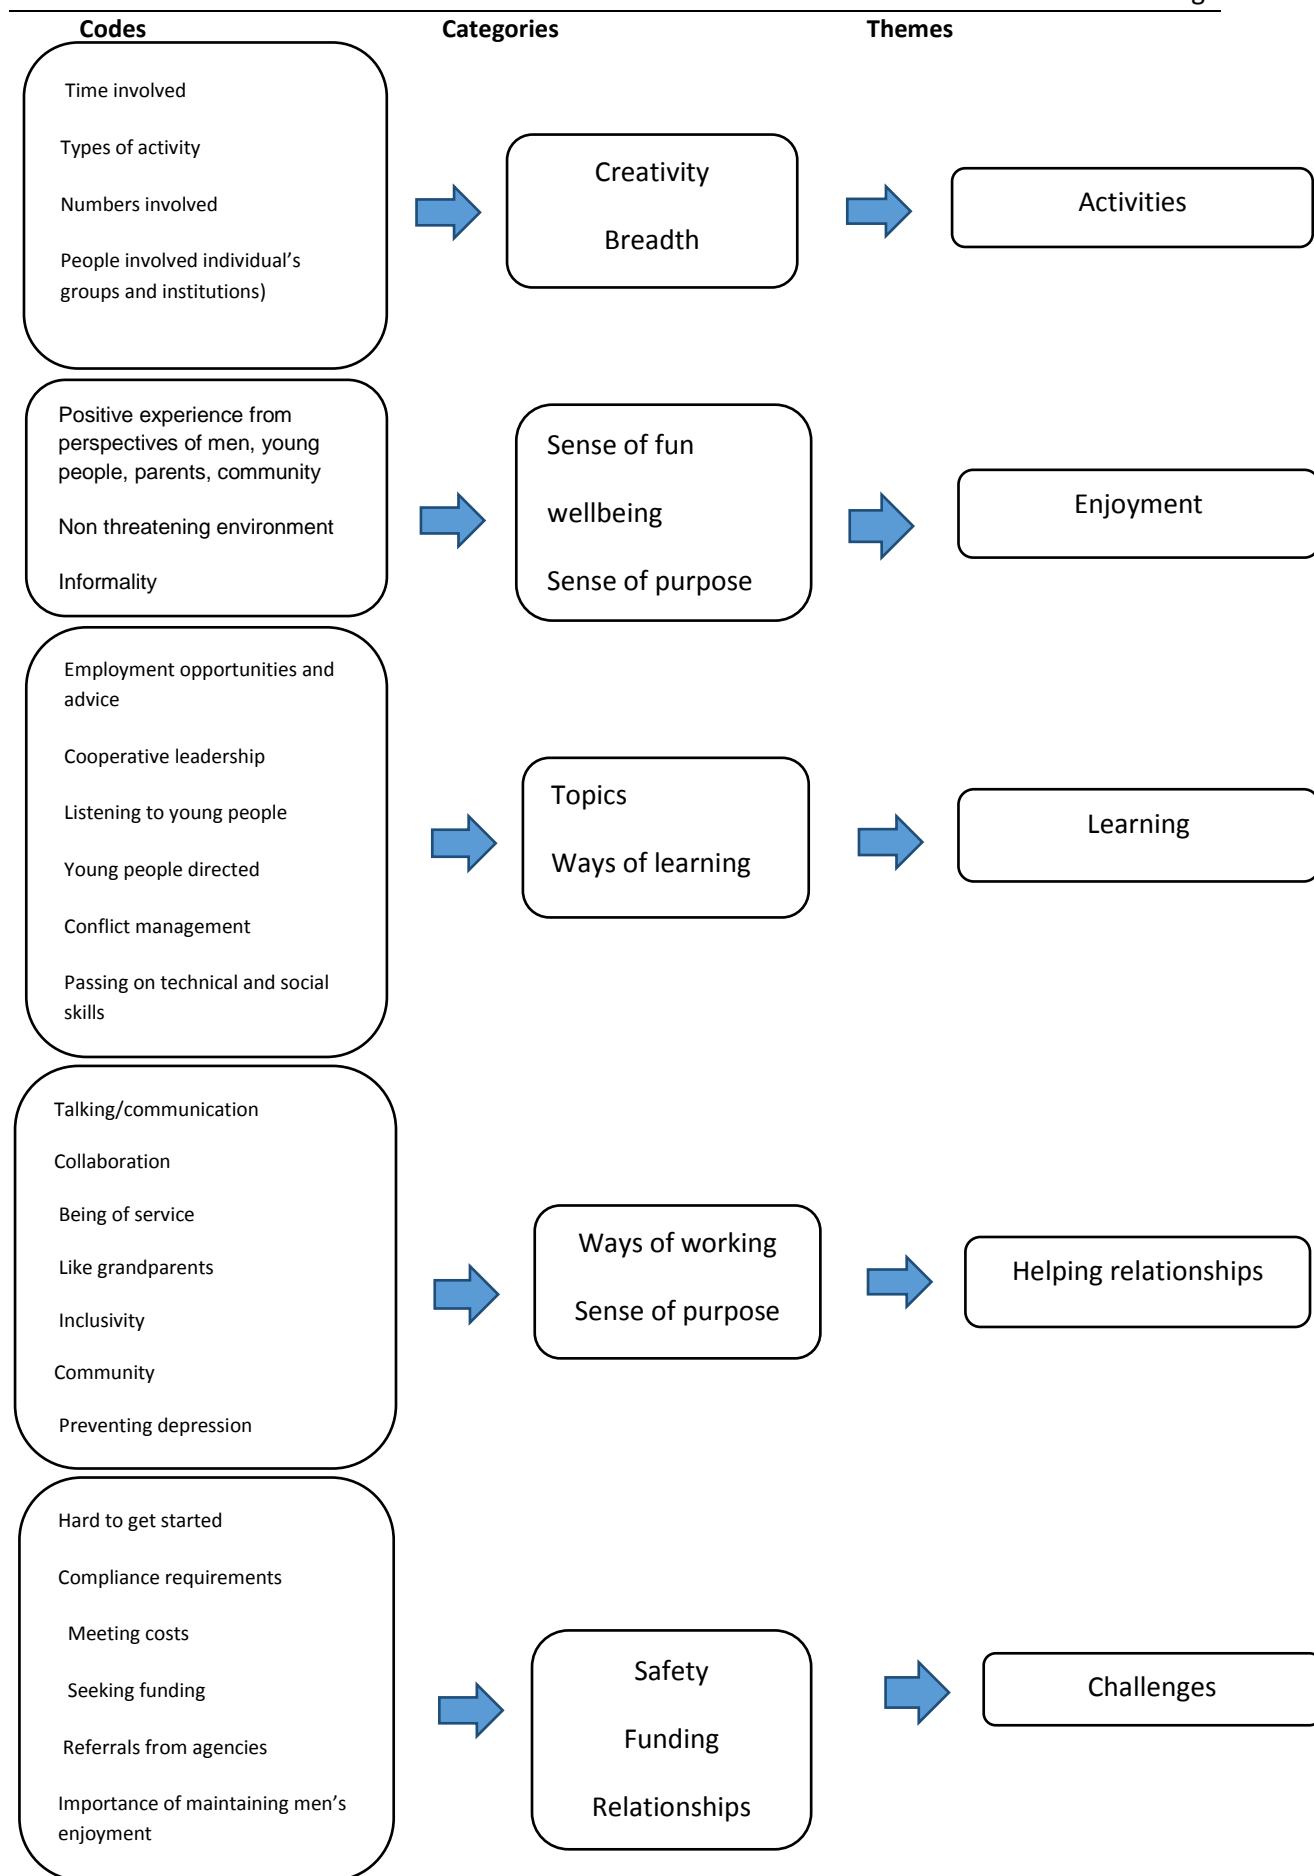 Codes
Categories
Themes
Time involved
Types of activity
Numbers involved
People involved individual's
groups and institutions)
Creativity
Breadth
Activities
Positive experience from
perspectives of men, young
people, parents, community
Non threatening environment
Informality
Sense of fun
wellbeing
Sense of purpose
Enjoyment
Employment opportunities and
advice
Cooperative leadership
Listening to young people
Young people directed
Conflict management
Passing on technical and social
skills
Topics
Ways of learning
Learning
Talking/communication
Collaboration
Being of service
Like grandparents
Inclusivity
Community
Preventing depression
Ways of working
Sense of purpose
Helping relationships
Hard to get started
Compliance requirements
Meeting costs
Seeking funding
Referrals from agencies
Importance of maintaining men's
enjoyment
Safety
Funding
Relationships
Challenges